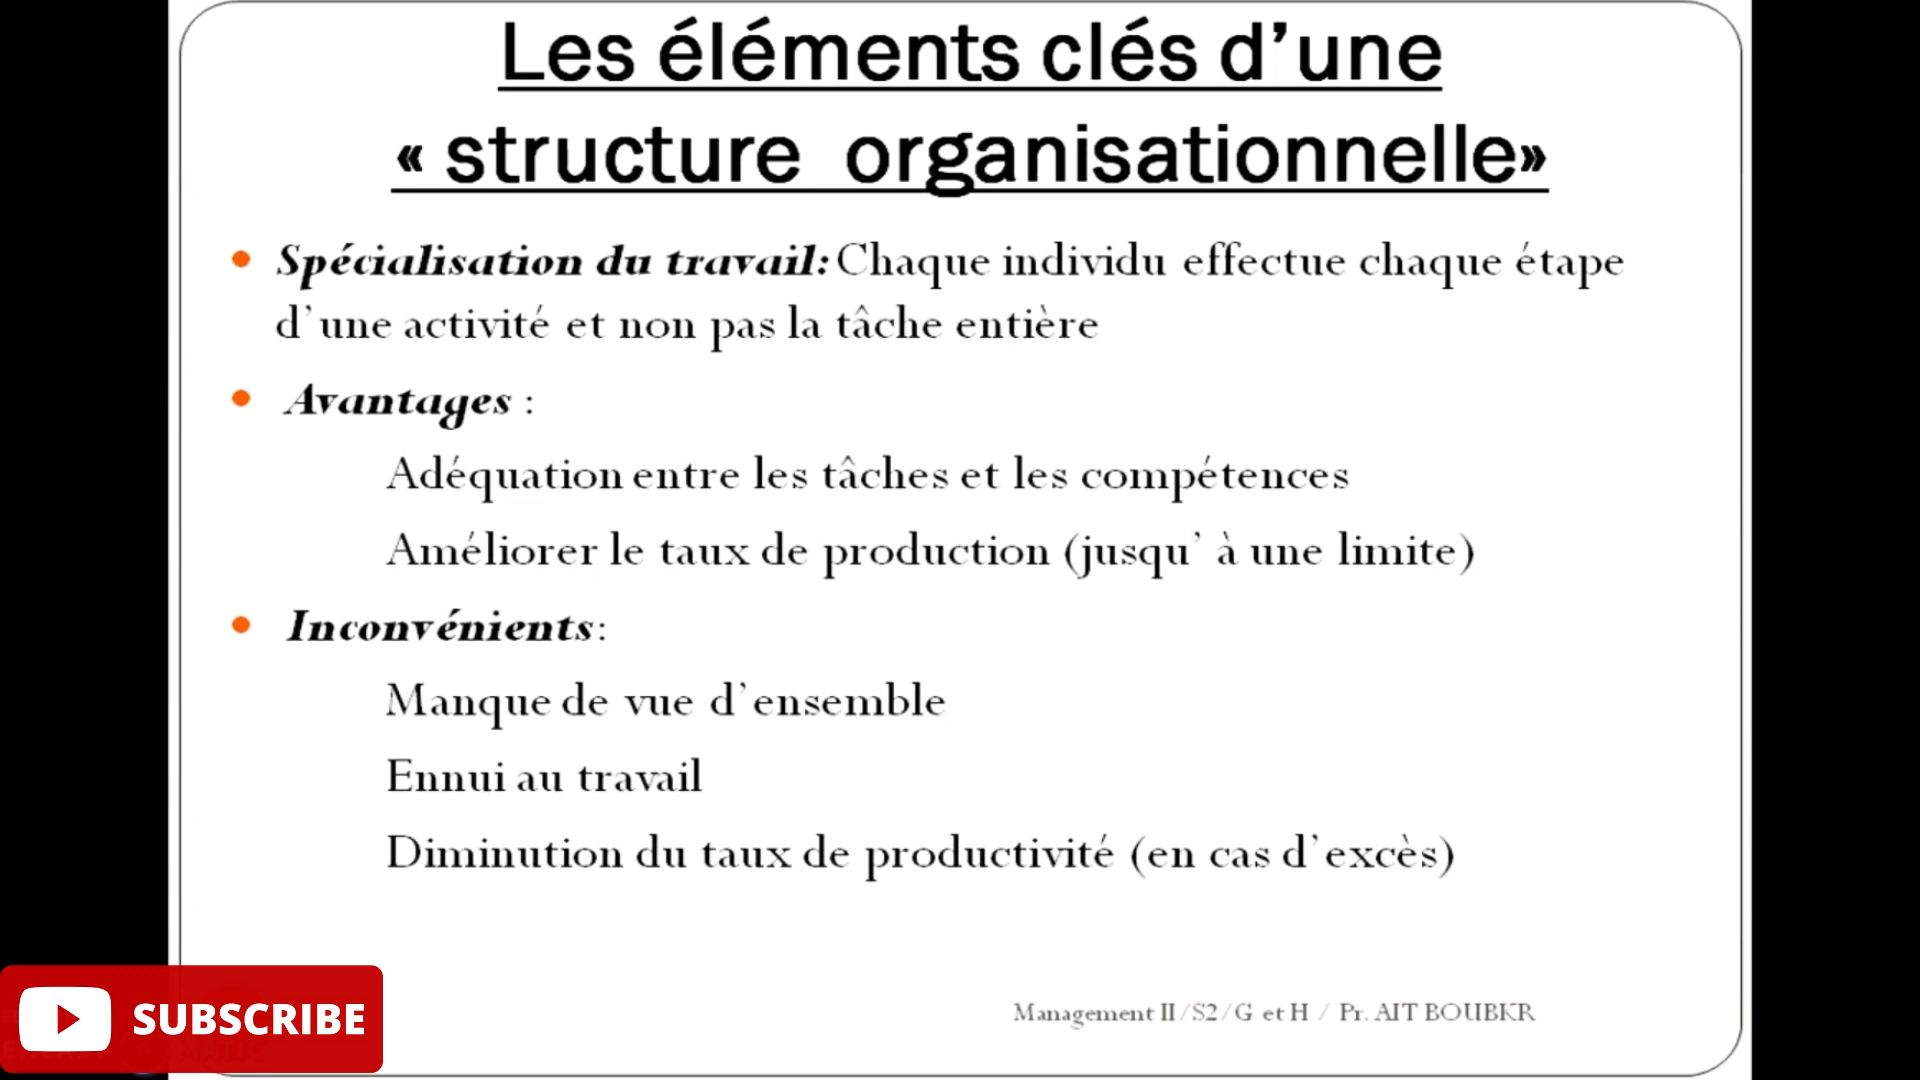 Les éléments clés d’une
« structure organisationnelle»
Spécialisation du travail: Chaque individu effectue chaque étape
d’une activité et non pas la tâche entière
Avantages :
Adéquation entre les tâches et les compétences
Améliorer le taux de production (jusqu’ à une limite)
Inconvénients:
Manque de vue d’ensemble
Ennui au travail
Diminution du taux de productivité (en cas d’excès)
Management II/S2/G et H / Pr. AIT BOUBKR
SUBSCRIBE